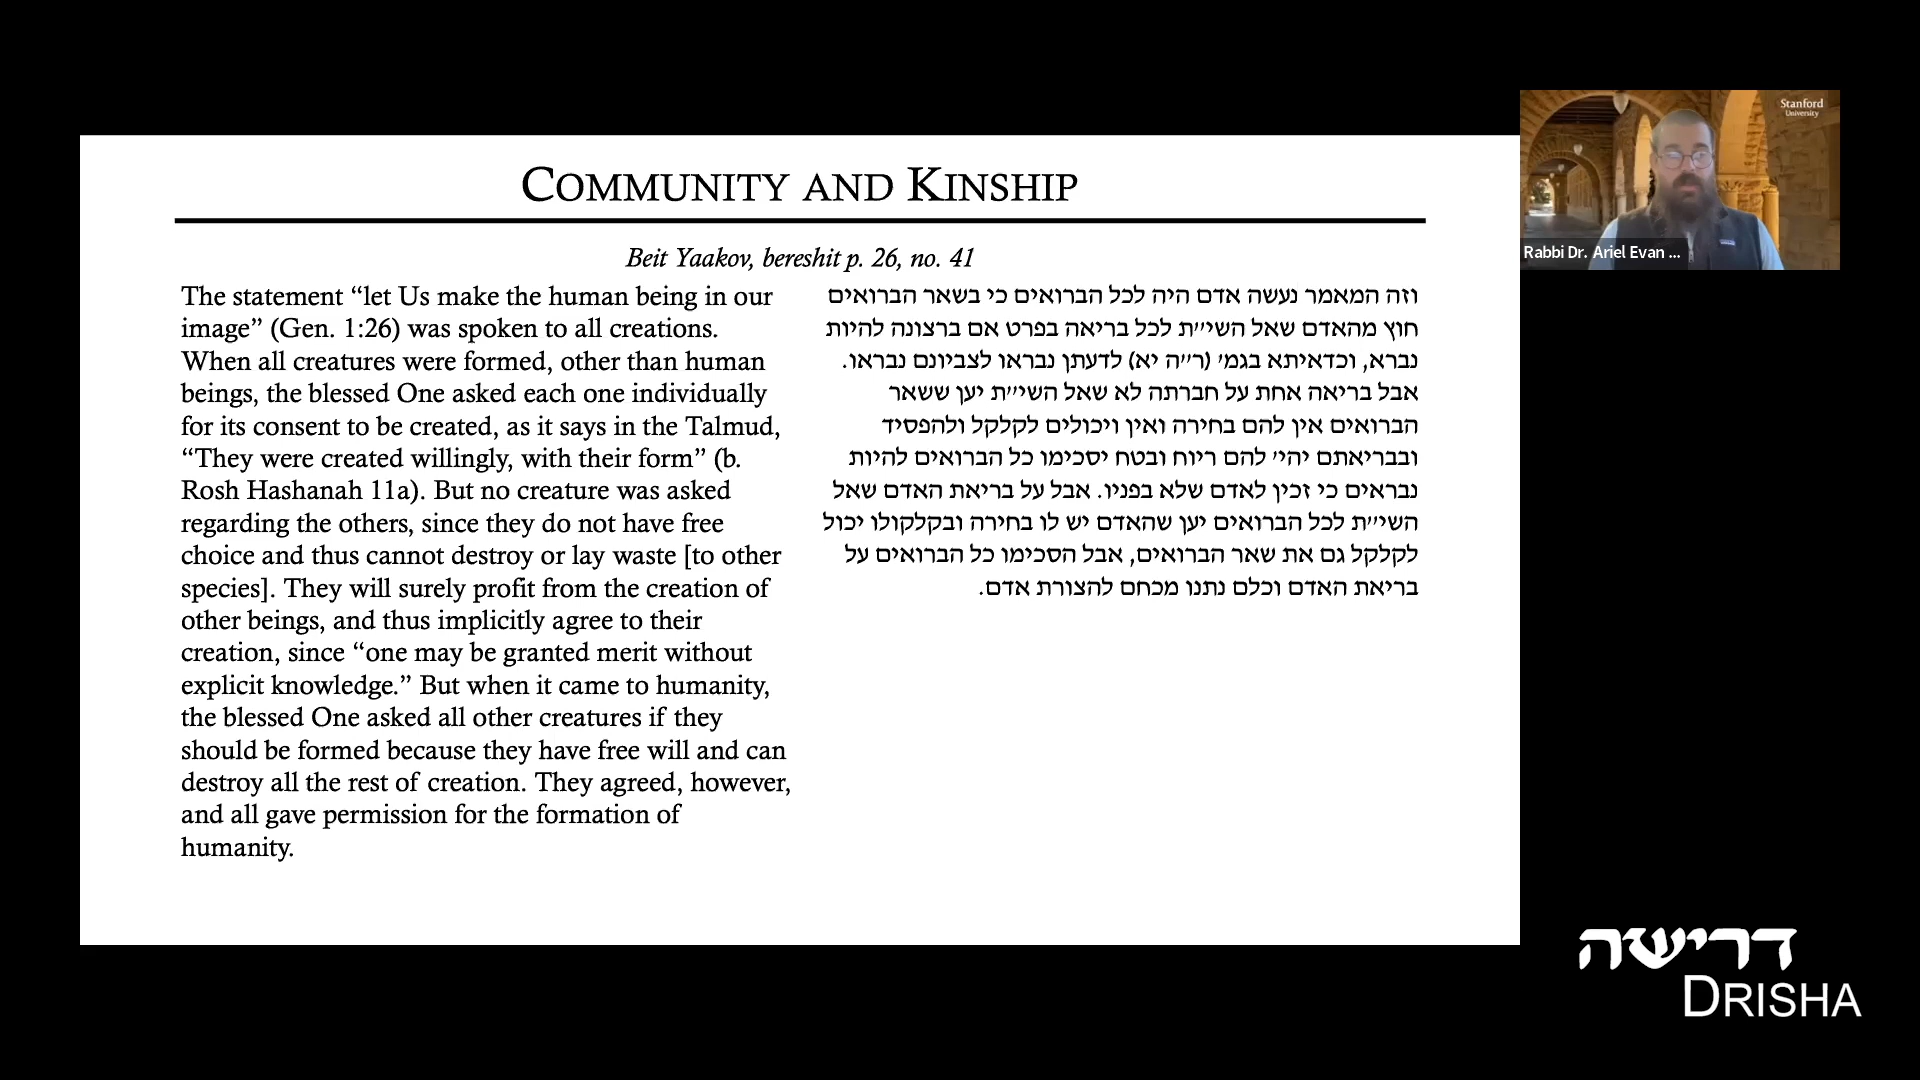 COMMUNITY AND KINSHIP
Beit Yaakov, bereshit p. 26, no. 41
The statement “let Us make the human being in our
image” (Gen. 1:26) was spoken to all creations.
When all creatures were formed, other than human
beings, the blessed One asked each one individually
for its consent to be created, as it says in the Talmud,
“They were created willingly, with their form” (b.
Rosh Hashanah 11a). But no creature was asked
regarding the others, since they do not have free
choice and thus cannot destroy or lay waste [to other
species]. They will surely profit from the creation of
other beings, and thus implicitly agree to their
creation, since “one may be granted merit without
explicit knowledge.” But when it came to humanity,
the blessed One asked all other creatures if they
should be formed because they have free will and can
destroy all the rest of creation. They agreed, however,
and all gave permission for the formation of
humanity.
וזה המאמר נעשה אדם היה לכל הברואים כי בשאר הברואים
חוץ מהאדם שאל השי״ת לכל בריאה בפרט אם ברצונה להיות
נברא, וכדאיתא בגמ׳ (ר״ה יא) לדעתן נבראו לצביונם נבראו.
אבל בריאה אחת על חברתה לא שאל השי״ת יען ששאר
הברואים אין להם בחירה ואין ויכולים לקלקל ולהפסיד
ובבריאתם יהי׳ להם ריוח ובטח יסכימו כל הברואים להיות
נבראים כי זכין לאדם שלא בפניו. אבל על בריאת האדם שאל
השי״ת לכל הברואים יען שהאדם יש לו בחירה ובקלקולו יכול
לקלקל גם את שאר הברואים, אבל הסכימו כל הברואים על
בריאת האדם וכלם נתנו מכחם להצורת אדם.
Stanford
University
Rabbi Dr. Ariel Evan ...
דרישה
DRISHA